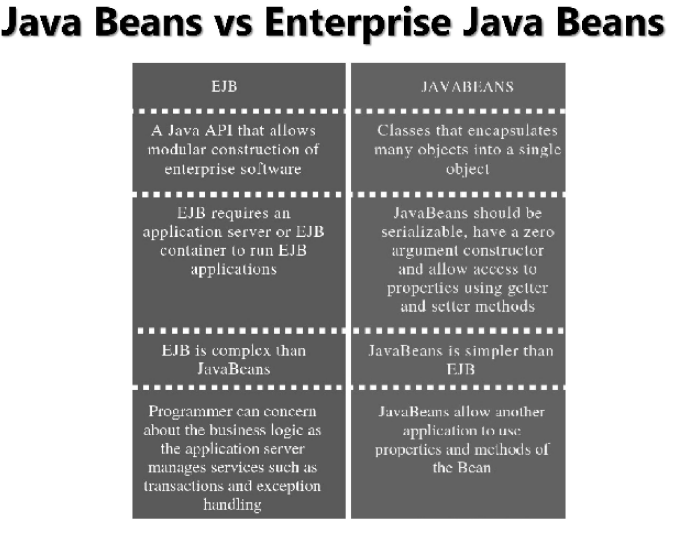 Java Beans vs Enterprise Java Beans
EJB
JAVABEANS
A Java API that allows
modular construction of
enterprise software
Classes that encapsulates
many objects into a single
object
EJB requires an
application server or EJB
container to run EJB
applications
JavaBeans should be
serializable, have a zero
argument constructor
and allow access to
properties using getter
and setter methods
EJB is complex than
JavaBeans
JavaBeans is simpler than
EJB
Programmer can concern
about the business logic as
the application server
manages services such as
transactions and exception
handling
JavaBeans allow another
application to use
properties and methods of
the Bean